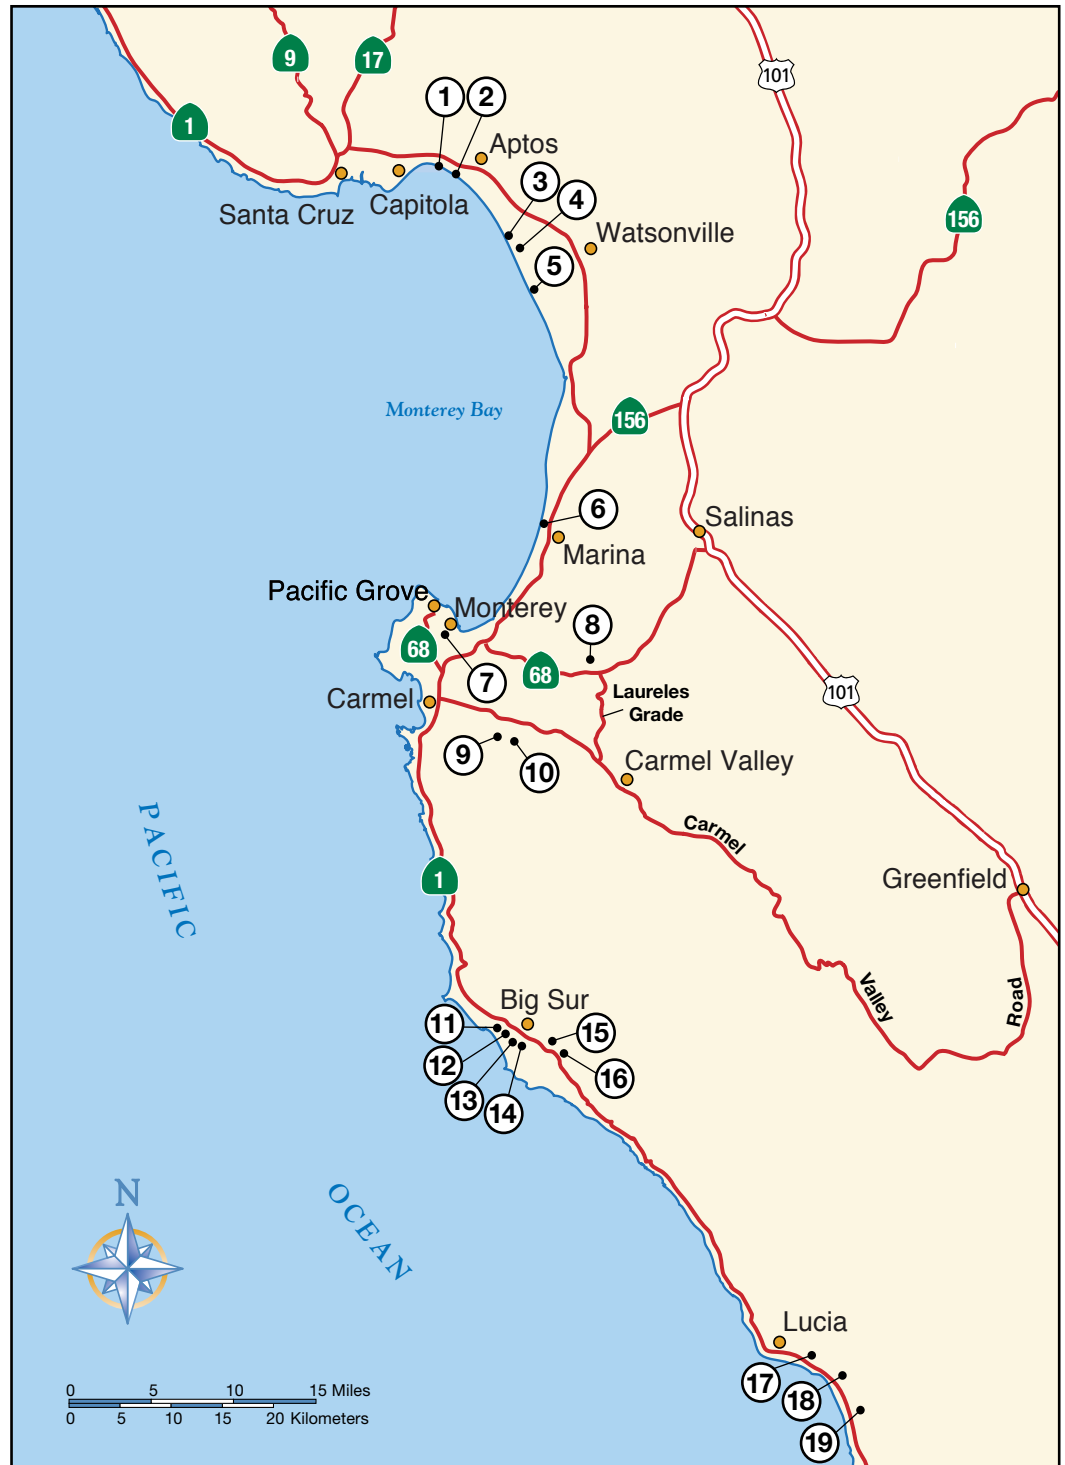 9
17
101
1
1
2
Aptos
156
3
4
Santa Cruz
Capitola
Watsonville
5
Monterey Bay
156
6
Salinas
Marina
Pacific Grove
Monterey
8
68
68
7
Laureles
Grade
101
Carmel
9
10
Carmel Valley
PACIFIC
Carmel
1
Greenfield
Valley
Road
Big Sur
11
15
12
16
13
14
N
OCEAN
Lucia
17
18
19
0 5 10 15 Miles
0 5 10 15 20 Kilometers